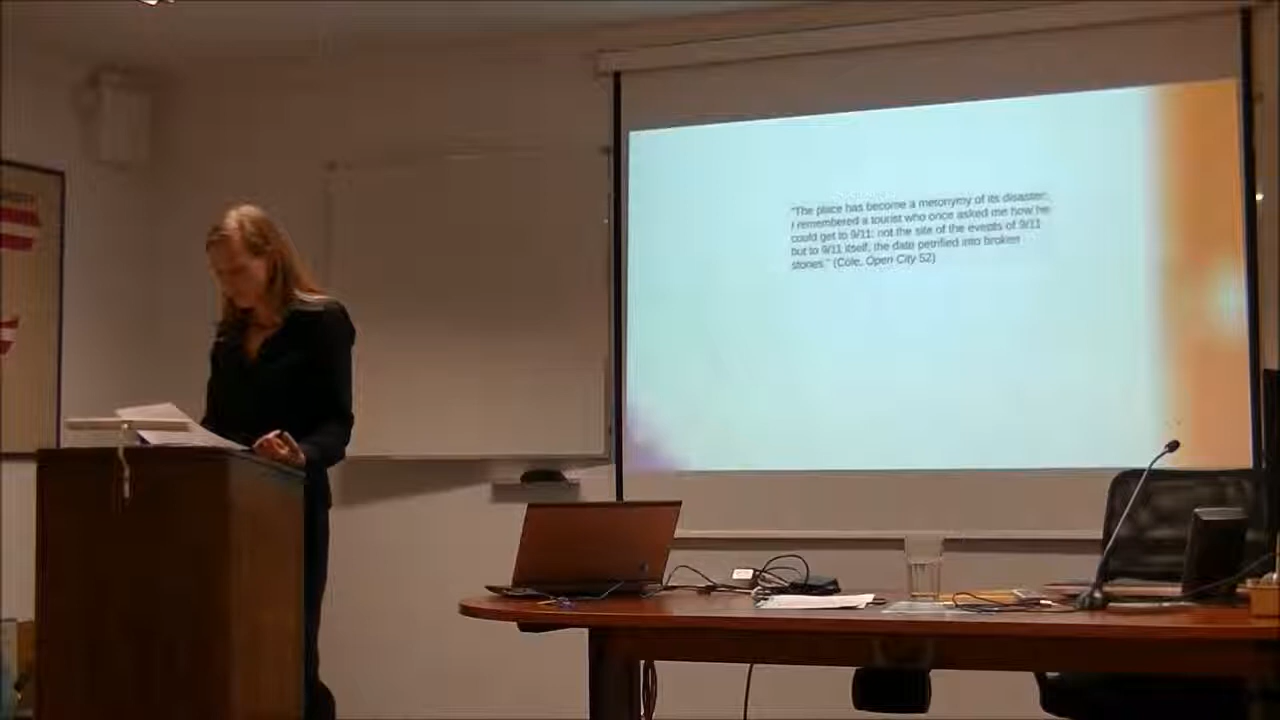 "The place has become a metonymy of its disaster:
I remembered a tourist who once asked me how he
could get to 9/11: not the site of the events of 9/11
but to 9/11 itself, the date petrified into broken
stones." (Cole, Open City 52)